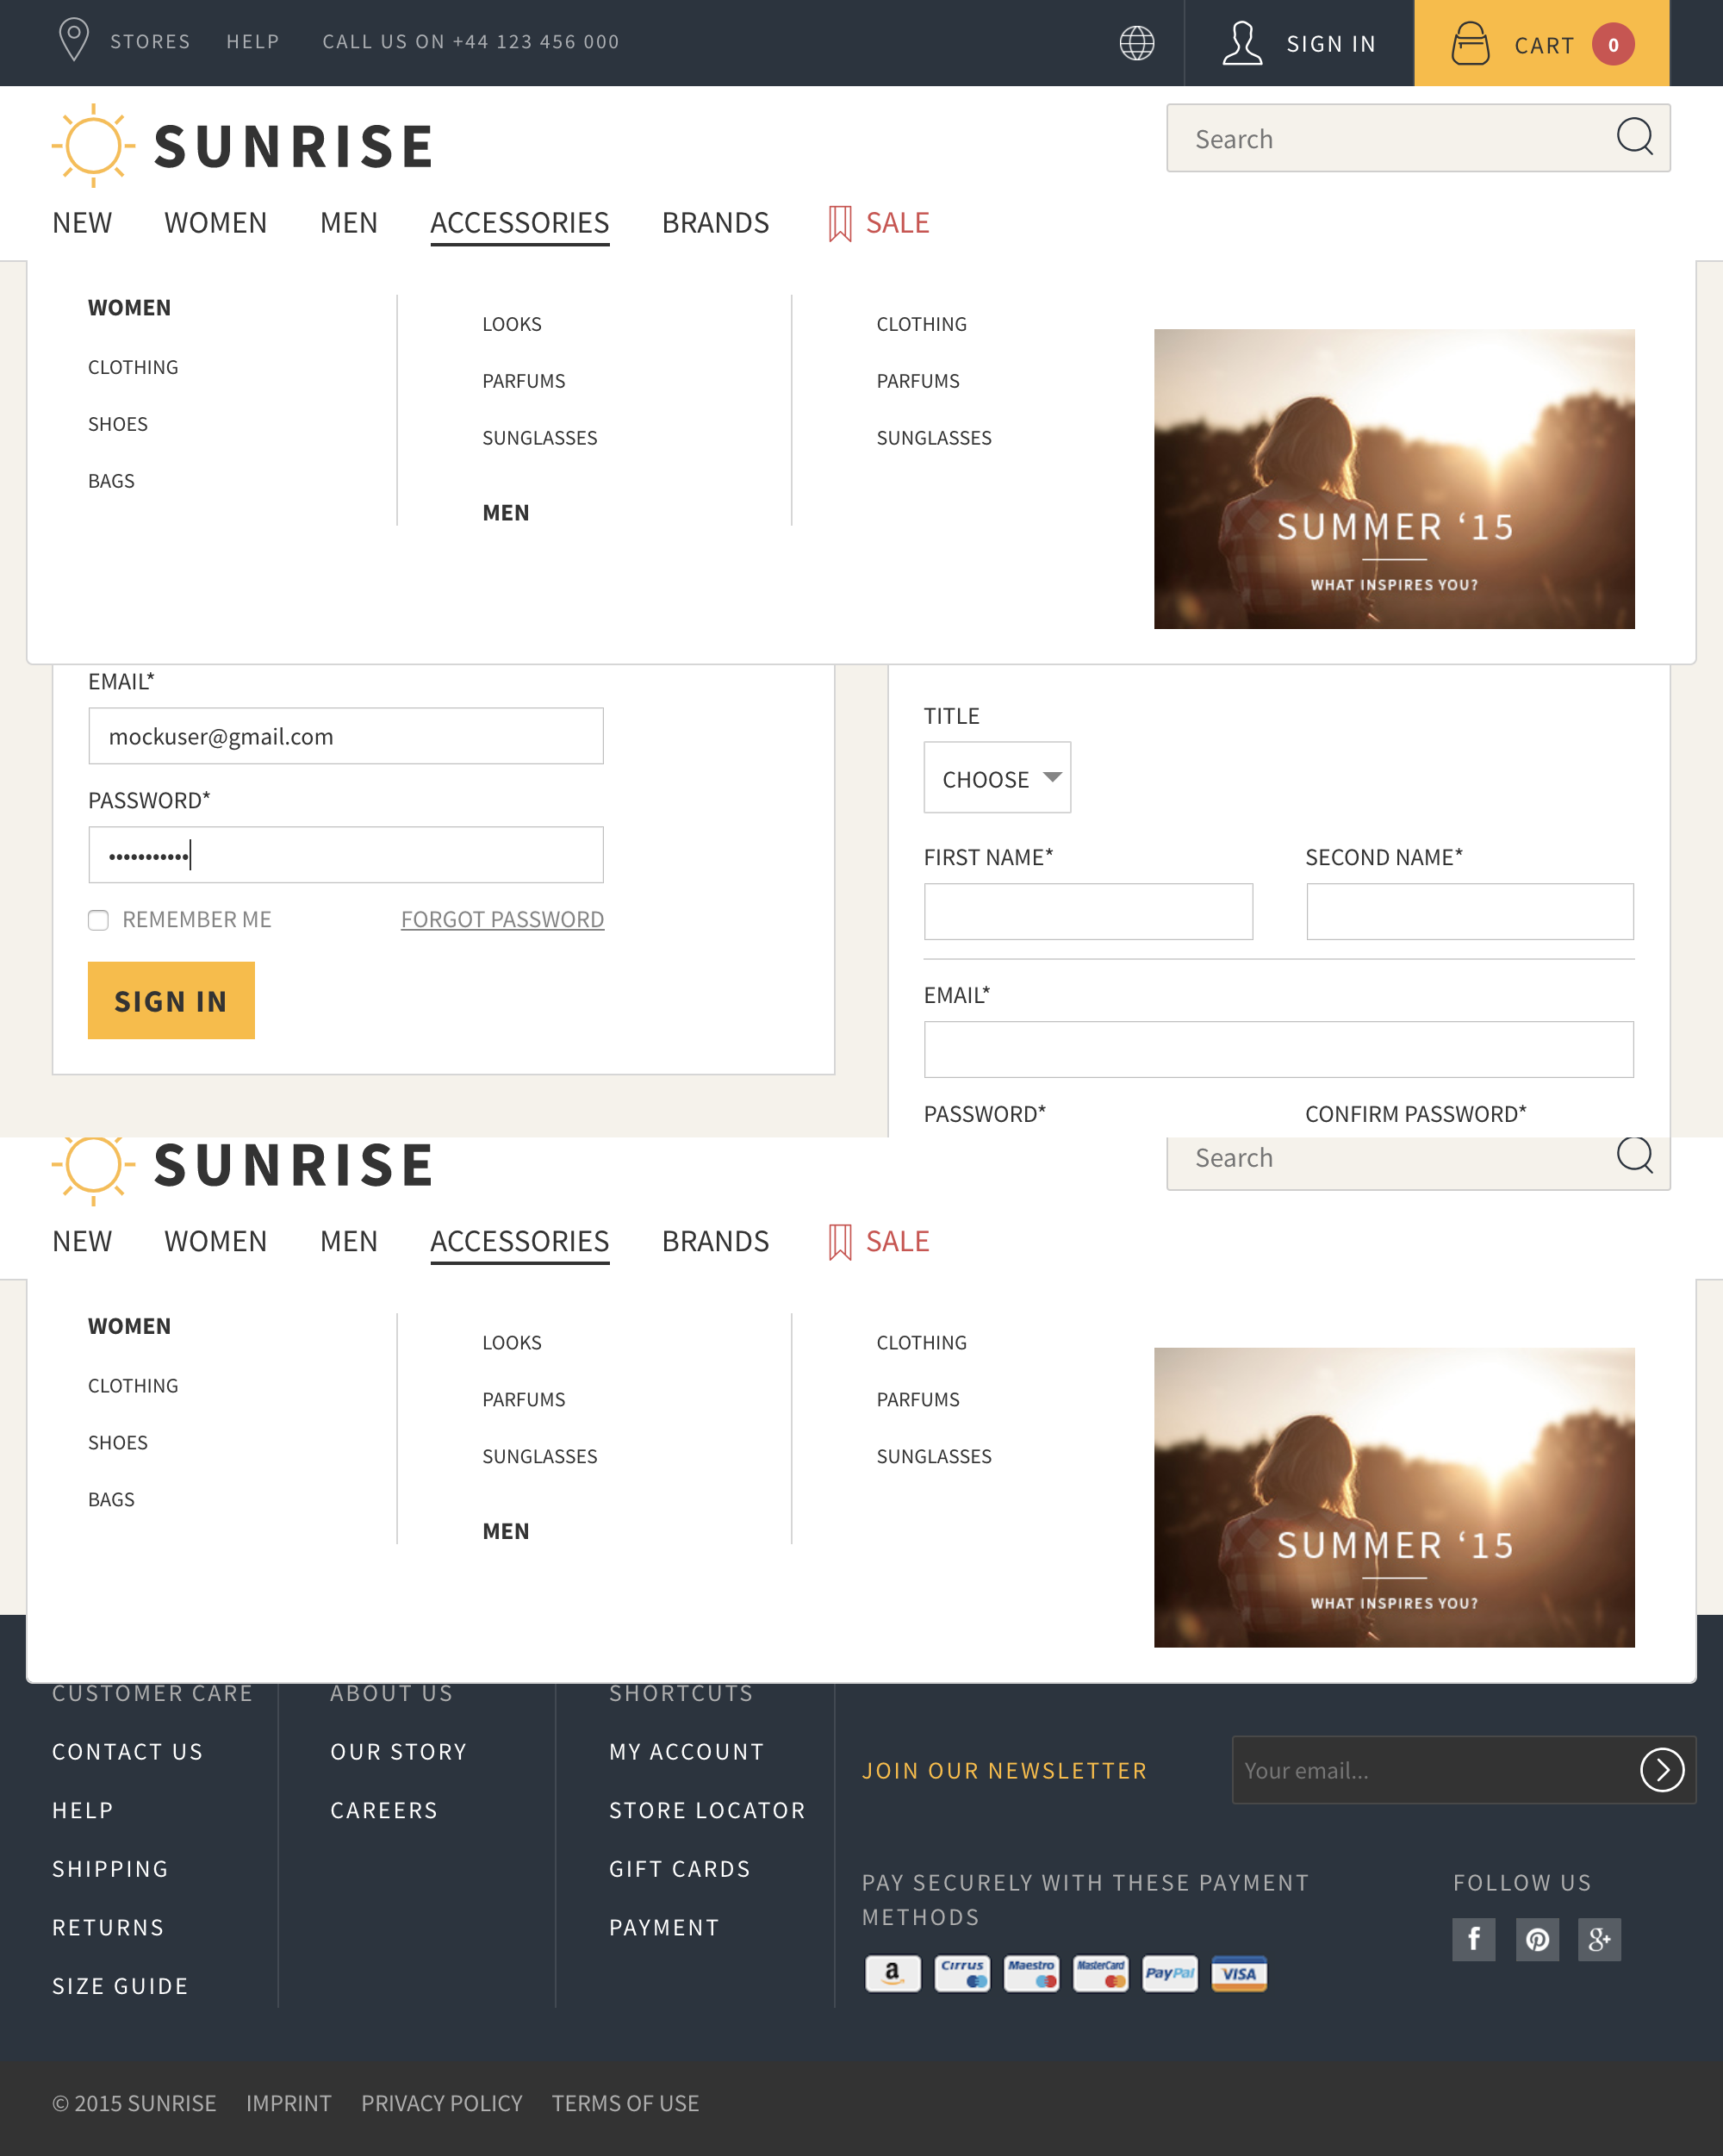 STORES HELP CALL US ON +44 123 456 000 SIGN IN CART 0
SUNRISE
Search
NEW WOMEN MEN ACCESSORIES BRANDS SALE
WOMEN
CLOTHING
SHOES
BAGS
LOOKS
PARFUMS
SUNGLASSES
MEN
CLOTHING
PARFUMS
SUNGLASSES
SUMMER ‘15
WHAT INSPIRES YOU?
EMAIL*
mockuser@gmail.com
PASSWORD*
•••••••••••
REMEMBER ME FORGOT PASSWORD
SIGN IN
TITLE
CHOOSE
FIRST NAME* SECOND NAME*
EMAIL*
PASSWORD* CONFIRM PASSWORD*
SUNRISE
Search
NEW WOMEN MEN ACCESSORIES BRANDS SALE
WOMEN
CLOTHING
SHOES
BAGS
LOOKS
PARFUMS
SUNGLASSES
MEN
CLOTHING
PARFUMS
SUNGLASSES
SUMMER ‘15
WHAT INSPIRES YOU?
CUSTOMER CARE
CONTACT US
HELP
SHIPPING
RETURNS
SIZE GUIDE
ABOUT US
OUR STORY
CAREERS
SHORTCUTS
MY ACCOUNT
STORE LOCATOR
GIFT CARDS
PAYMENT
JOIN OUR NEWSLETTER
Your email...
PAY SECURELY WITH THESE PAYMENT
METHODS
a Cirrus Maestro MasterCard PayPal VISA
FOLLOW US
f g+
© 2015 SUNRISE IMPRINT PRIVACY POLICY TERMS OF USE